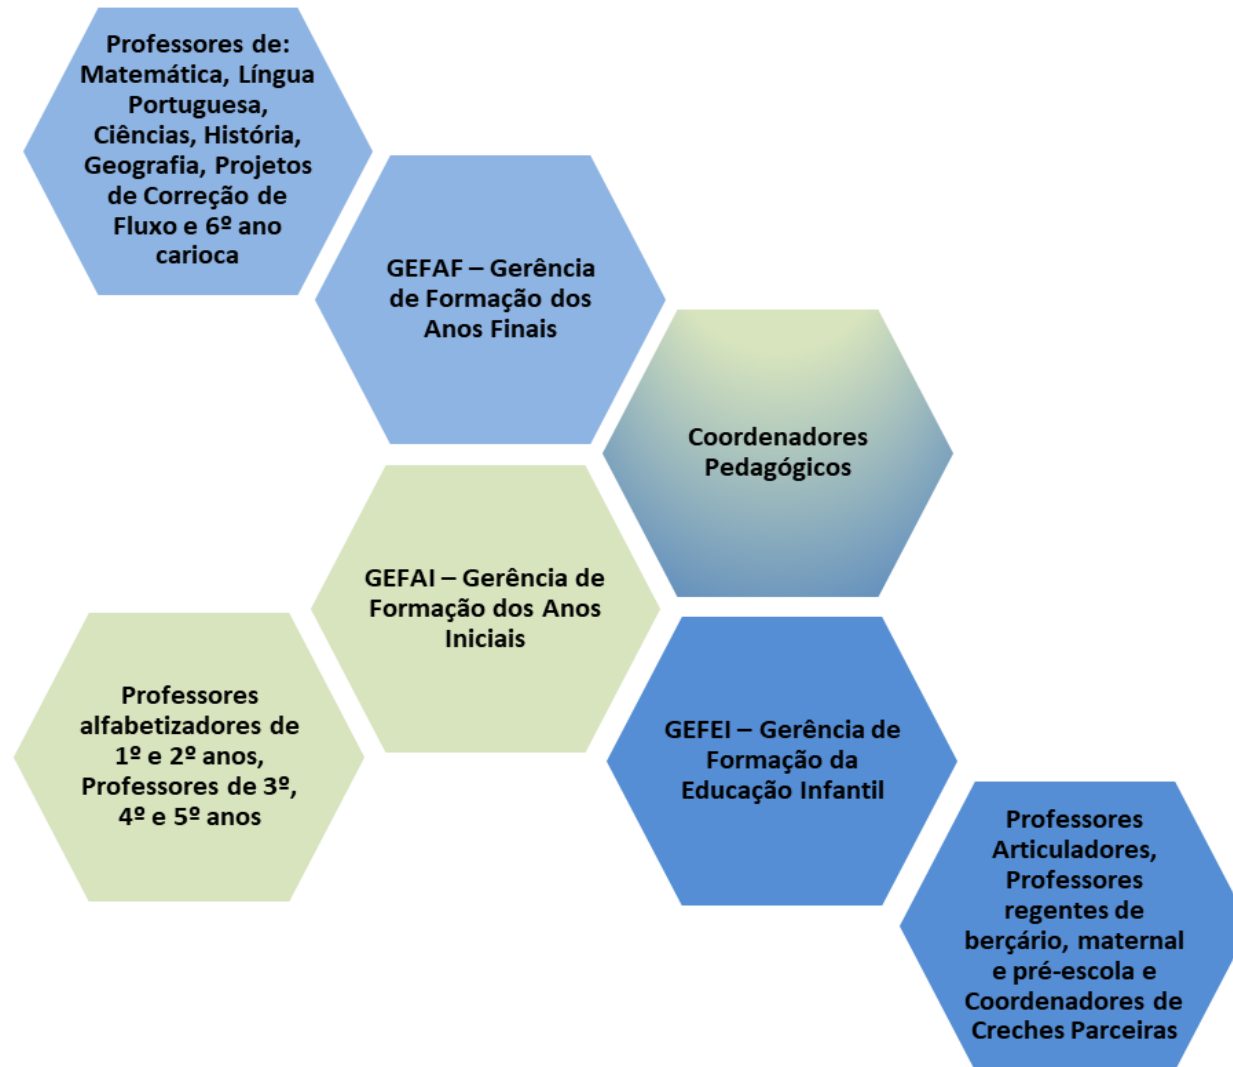 Professores de:
Matemática, Língua
Portuguesa,
Ciências, História,
Geografia, Projetos
de Correção de
Fluxo e 6º ano
carioca
GEFAF – Gerência
de Formação dos
Anos Finais
Coordenadores
Pedagógicos
GEFAI – Gerência de
Formação dos Anos
Iniciais
Professores
alfabetizadores de
1º e 2º anos,
Professores de 3º,
4º e 5º anos
GEFEI – Gerência de
Formação da
Educação Infantil
Professores
Articuladores,
Professores
regentes de
berçário, maternal
e pré-escola e
Coordenadores de
Creches Parceiras